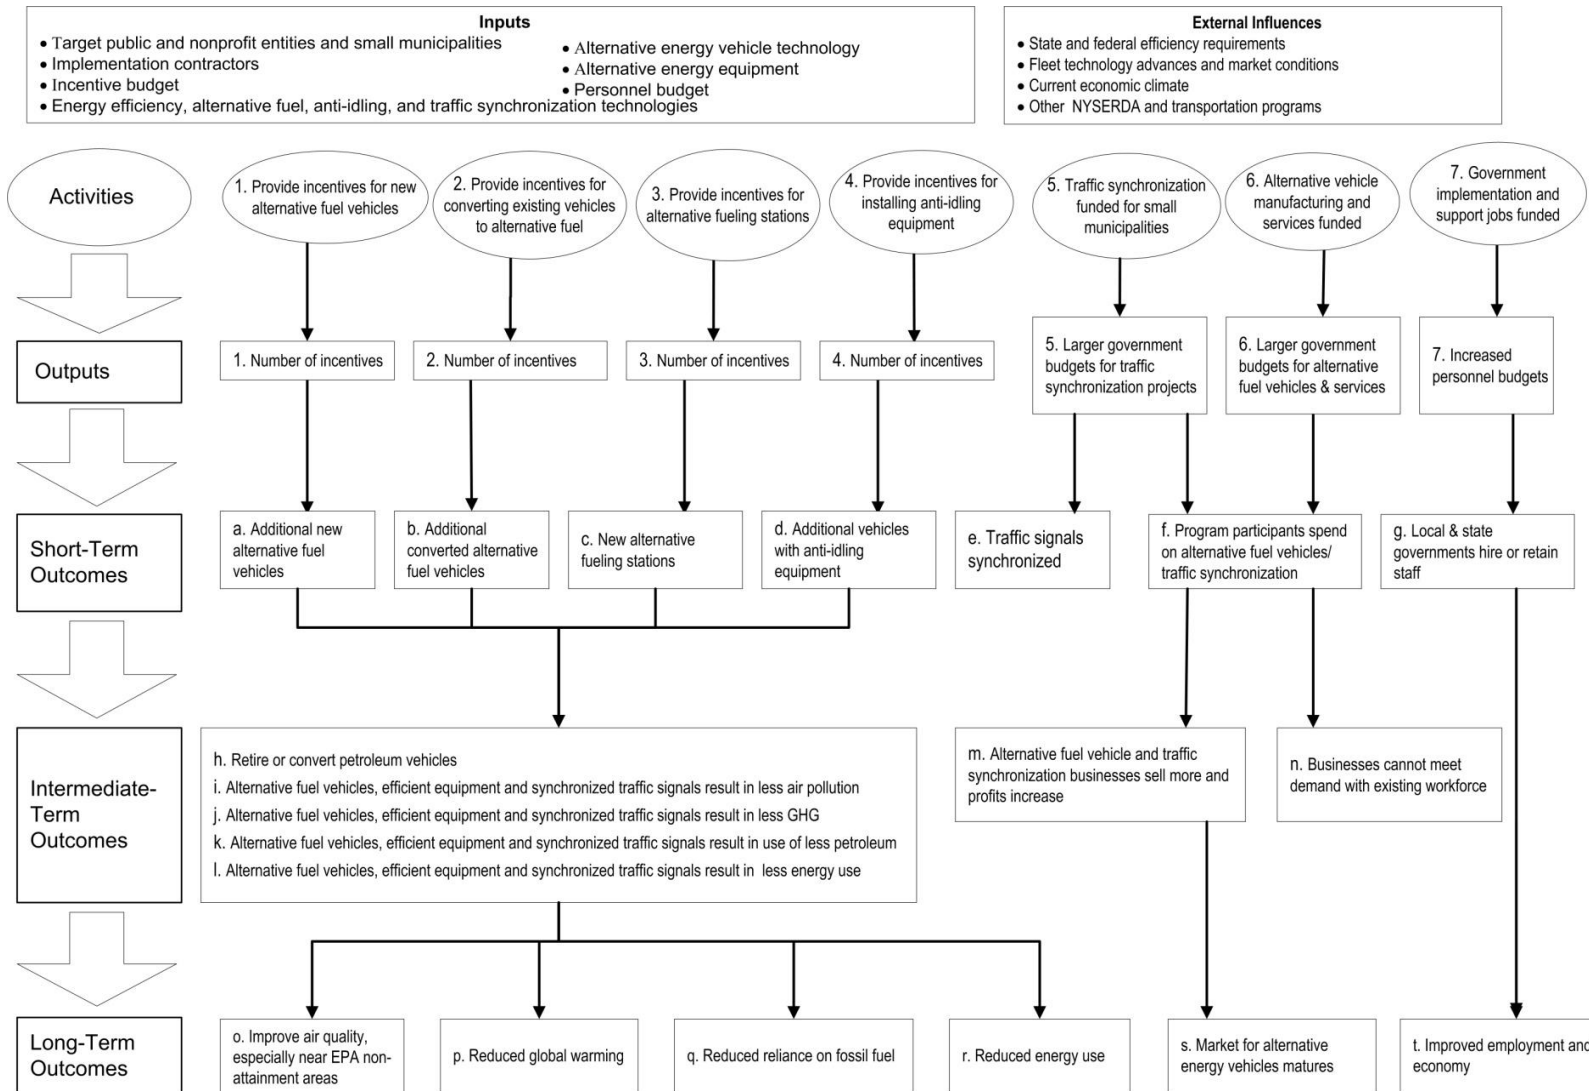 Inputs
• Target public and nonprofit entities and small municipalities
• Implementation contractors
• Incentive budget
• Energy efficiency, alternative fuel, anti-idling, and traffic synchronization technologies
• Alternative energy vehicle technology
• Alternative energy equipment
• Personnel budget
External Influences
• State and federal efficiency requirements
• Fleet technology advances and market conditions
• Current economic climate
• Other NYSERDA and transportation programs
Activities
1. Provide incentives for new
alternative fuel vehicles
2. Provide incentives for
converting existing vehicles
to alternative fuel
3. Provide incentives for
alternative fueling stations
4. Provide incentives for
installing anti-idling
equipment
5. Traffic synchronization
funded for small
municipalities
6. Alternative vehicle
manufacturing and
services funded
7. Government
implementation and
support jobs funded
Outputs
1. Number of incentives
2. Number of incentives
3. Number of incentives
4. Number of incentives
5. Larger government
budgets for traffic
synchronization projects
6. Larger government
budgets for alternative
fuel vehicles & services
7. Increased
personnel budgets
Short-Term
Outcomes
a. Additional new
alternative fuel
vehicles
b. Additional
converted alternative
fuel vehicles
c. New alternative
fueling stations
d. Additional vehicles
with anti-idling
equipment
e. Traffic signals
synchronized
f. Program participants spend
on alternative fuel vehicles/
traffic synchronization
g. Local & state
governments hire or retain
staff
Intermediate-
Term
Outcomes
h. Retire or convert petroleum vehicles
i. Alternative fuel vehicles, efficient equipment and synchronized traffic signals result in less air pollution
j. Alternative fuel vehicles, efficient equipment and synchronized traffic signals result in less GHG
k. Alternative fuel vehicles, efficient equipment and synchronized traffic signals result in use of less petroleum
l. Alternative fuel vehicles, efficient equipment and synchronized traffic signals result in less energy use
m. Alternative fuel vehicle and traffic
synchronization businesses sell more and
profits increase
n. Businesses cannot meet
demand with existing workforce
Long-Term
Outcomes
o. Improve air quality,
especially near EPA non-
attainment areas
p. Reduced global warming
q. Reduced reliance on fossil fuel
r. Reduced energy use
s. Market for alternative
energy vehicles matures
t. Improved employment and
economy